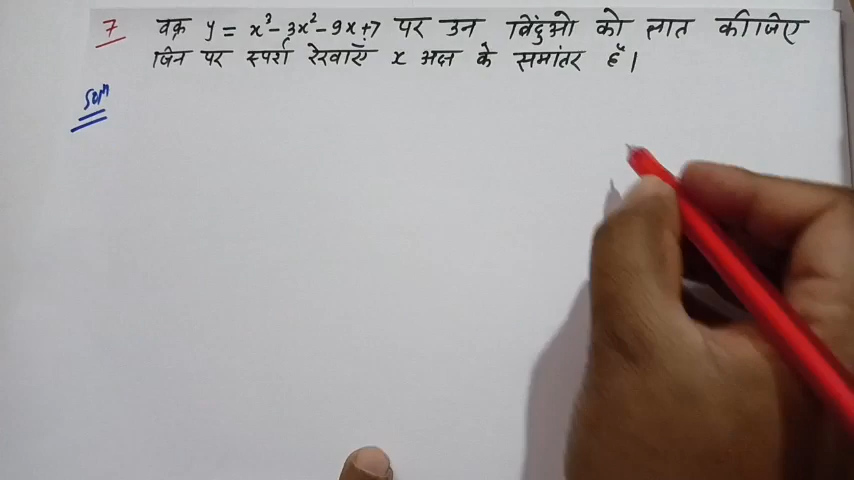 7 वक्र y = x³ - 3x² - 9x + 7 पर उन बिंदुओ को ज्ञात कीजिए
जिन पर स्पर्श रेखाएँ x अक्ष के समांतर हैं।
Solⁿ